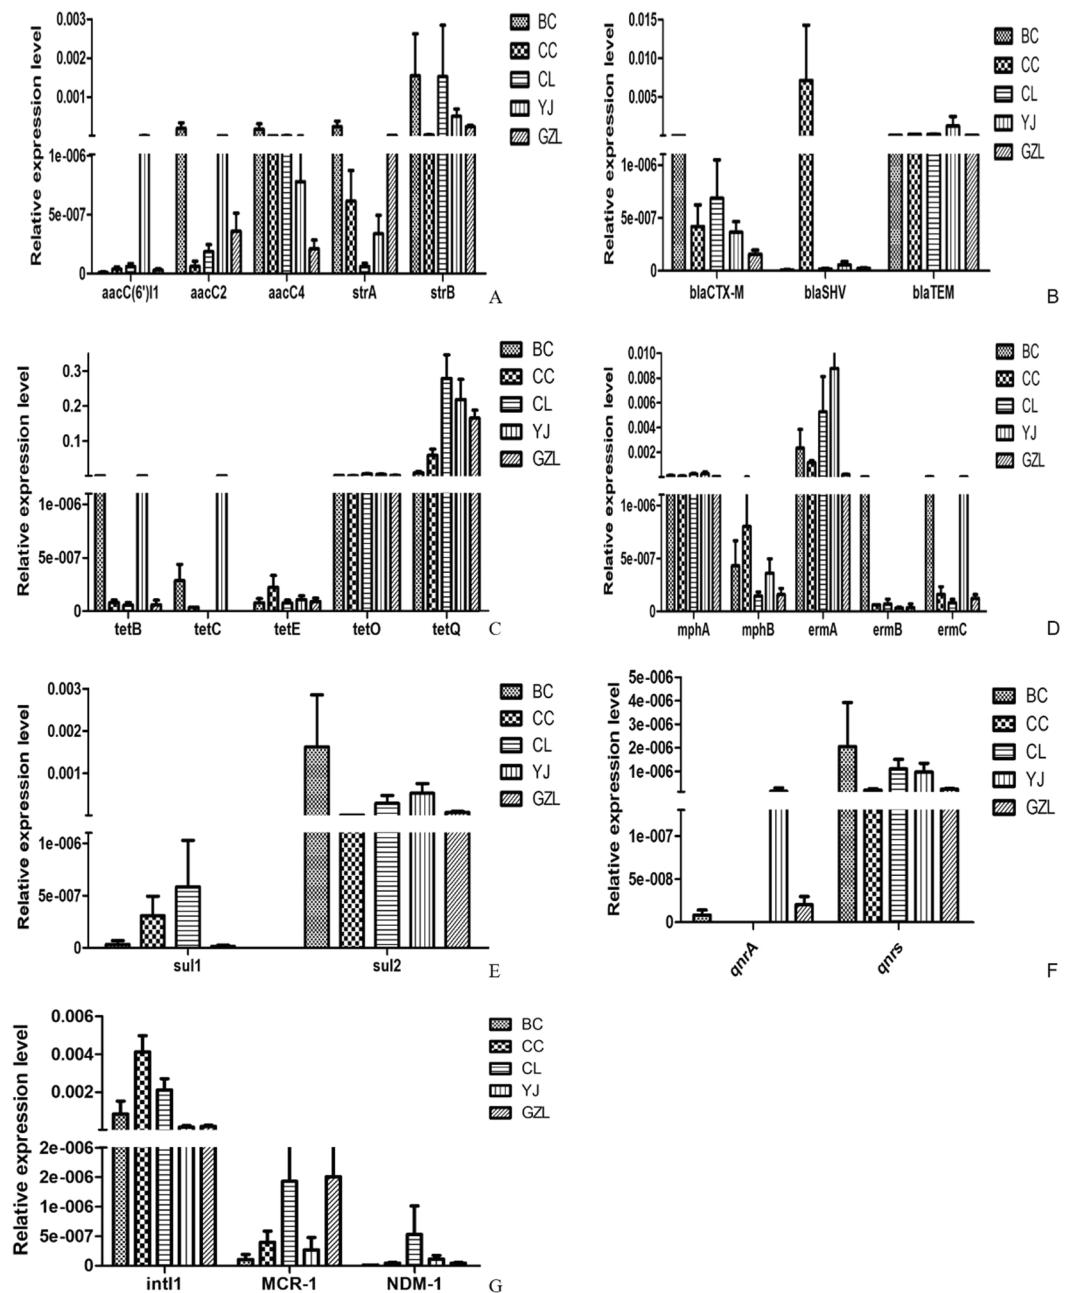 Relative expression level
0.003
0.002
0.001
1e-006
5e-007
0
aacC(6')I1
aacC2
aacC4
strA
strB
BC
CC
CL
YJ
GZL
A
Relative expression level
0.015
0.010
0.005
1e-006
5e-007
0
blaCTX-M
blaSHV
blaTEM
BC
CC
CL
YJ
GZL
B
Relative expression level
0.3
0.2
0.1
1e-006
5e-007
0
tetB
tetC
tetE
tetO
tetQ
BC
CC
CL
YJ
GZL
C
Relative expression level
0.010
0.008
0.006
0.004
0.002
1e-006
5e-007
0
mphA
mphB
ermA
ermB
ermC
BC
CC
CL
YJ
GZL
D
Relative expression level
0.003
0.002
0.001
1e-006
5e-007
0
sul1
sul2
BC
CC
CL
YJ
GZL
E
Relative expression level
5e-006
4e-006
3e-006
2e-006
1e-006
1e-007
5e-008
0
qnrA
qnrs
BC
CC
CL
YJ
GZL
F
Relative expression level
0.006
0.004
0.002
2e-006
2e-006
1e-006
5e-007
0
intI1
MCR-1
NDM-1
BC
CC
CL
YJ
GZL
G